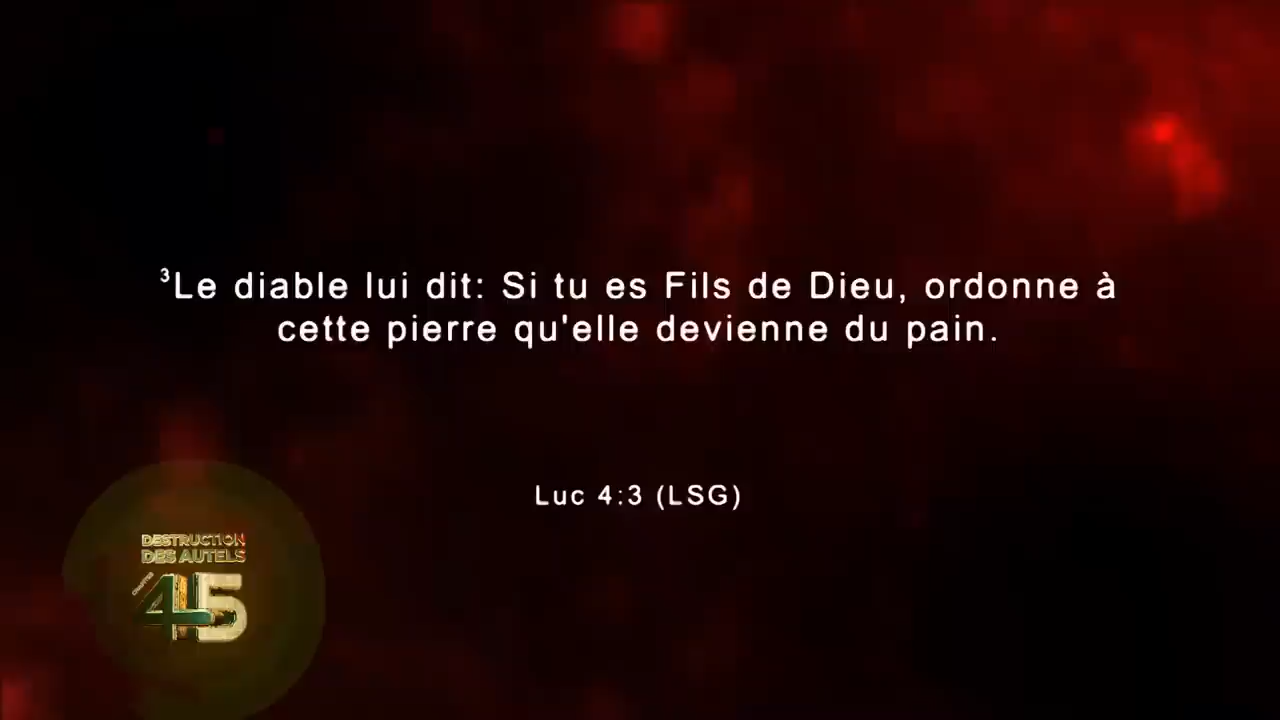 ³Le diable lui dit: Si tu es Fils de Dieu, ordonne à
cette pierre qu'elle devienne du pain.
Luc 4:3 (LSG)
DESTRUCTION
DES AUTELS
CHAPITRE
45